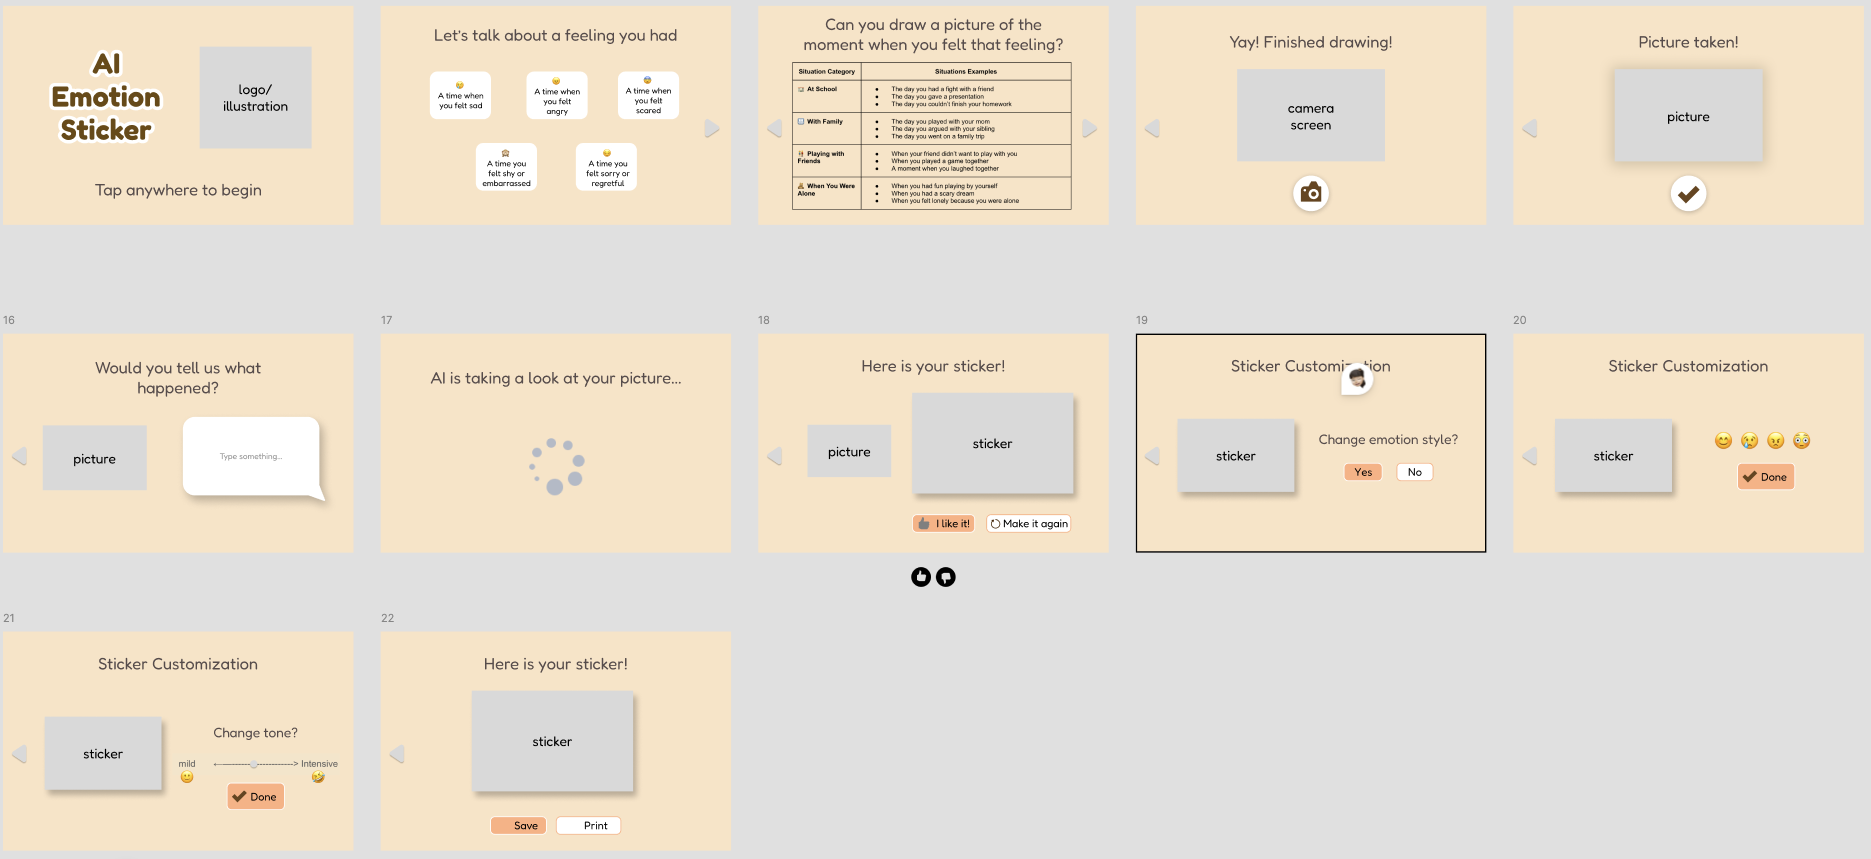 AI
Emotion
Sticker
logo/
illustration
Tap anywhere to begin
Let's talk about a feeling you had
A time when
you felt sad
A time when
you felt
angry
A time when
you felt
scared
A time you
felt shy or
embarrassed
A time you
felt sorry or
regretful
Can you draw a picture of the
moment when you felt that feeling?
Situation Category
Situations Examples
At School
The day you had a fight with a friend
The day you gave a presentation
The day you couldn't finish your homework
With Family
The day you played with your mom
The day you argued with your sibling
The day you went on a family trip
Playing with
Friends
When your friend didn't want to play with you
When you played a game together
A moment when you laughed together
When You Were
Alone
When you had fun playing by yourself
When you had a scary dream
When you felt lonely because you were alone
Yay! Finished drawing!
camera
screen
Picture taken!
picture
16
Would you tell us what
happened?
picture
Type something...
17
AI is taking a look at your picture...
18
Here is your sticker!
picture
sticker
I like it!
Make it again
19
Sticker Customization
sticker
Change emotion style?
Yes
No
20
Sticker Customization
sticker
Done
21
Sticker Customization
sticker
Change tone?
mild
Intensive
Done
22
Here is your sticker!
sticker
Save
Print